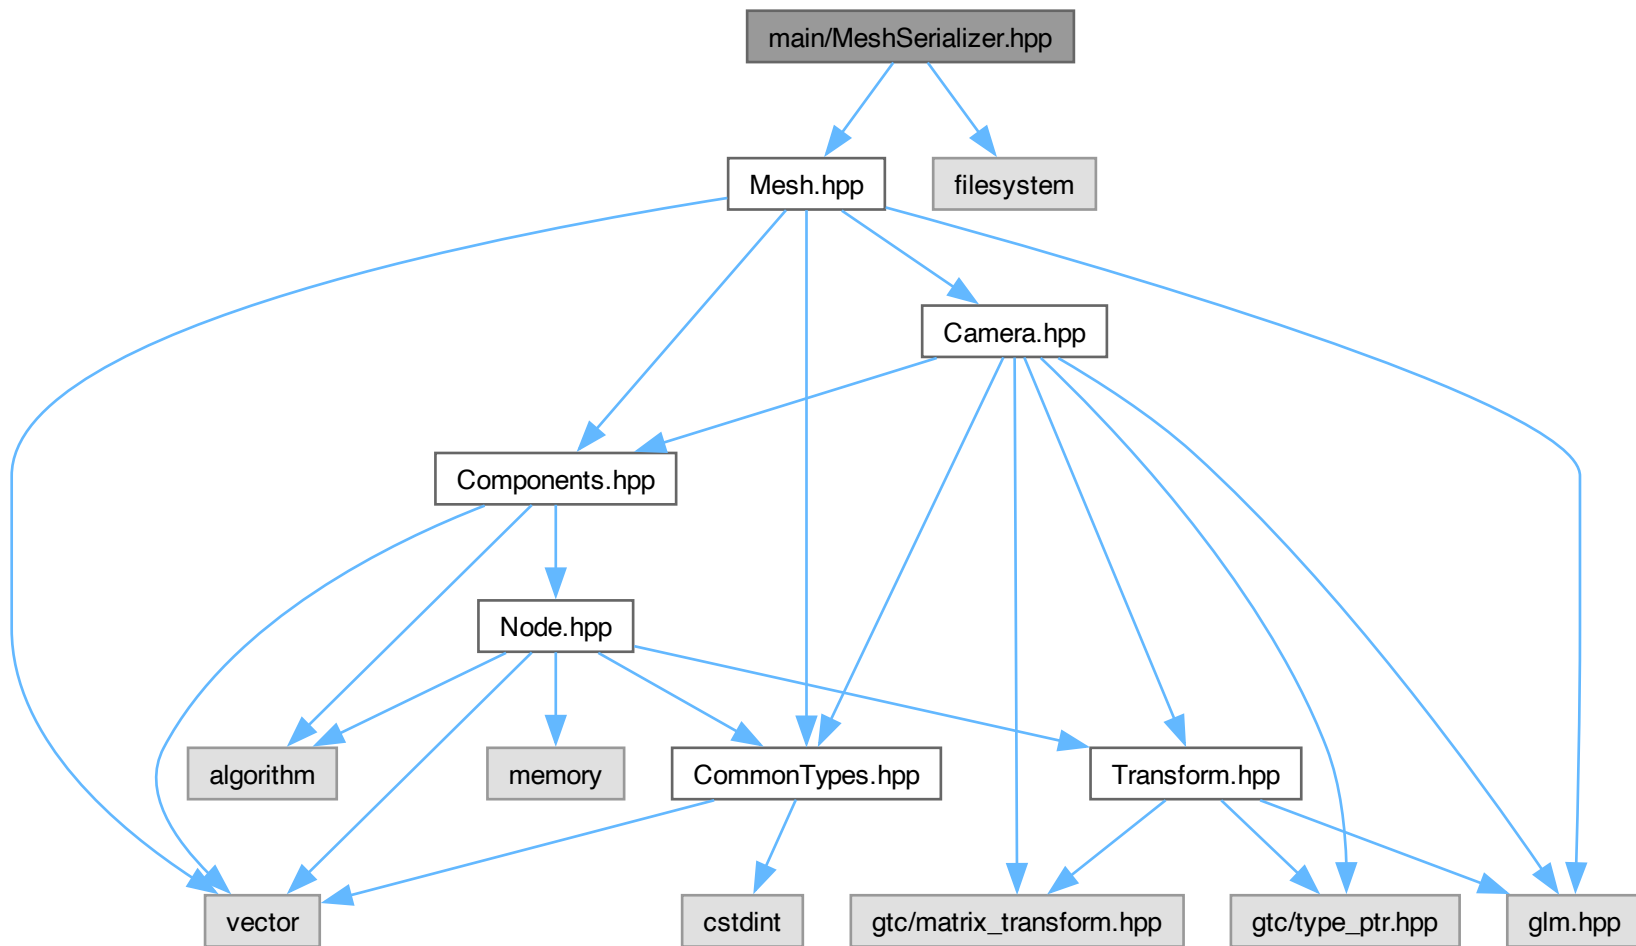 main/MeshSerializer.hpp
Mesh.hpp
filesystem
Camera.hpp
Components.hpp
Node.hpp
algorithm
memory
CommonTypes.hpp
Transform.hpp
vector
cstdint
gtc/matrix_transform.hpp
gtc/type_ptr.hpp
glm.hpp